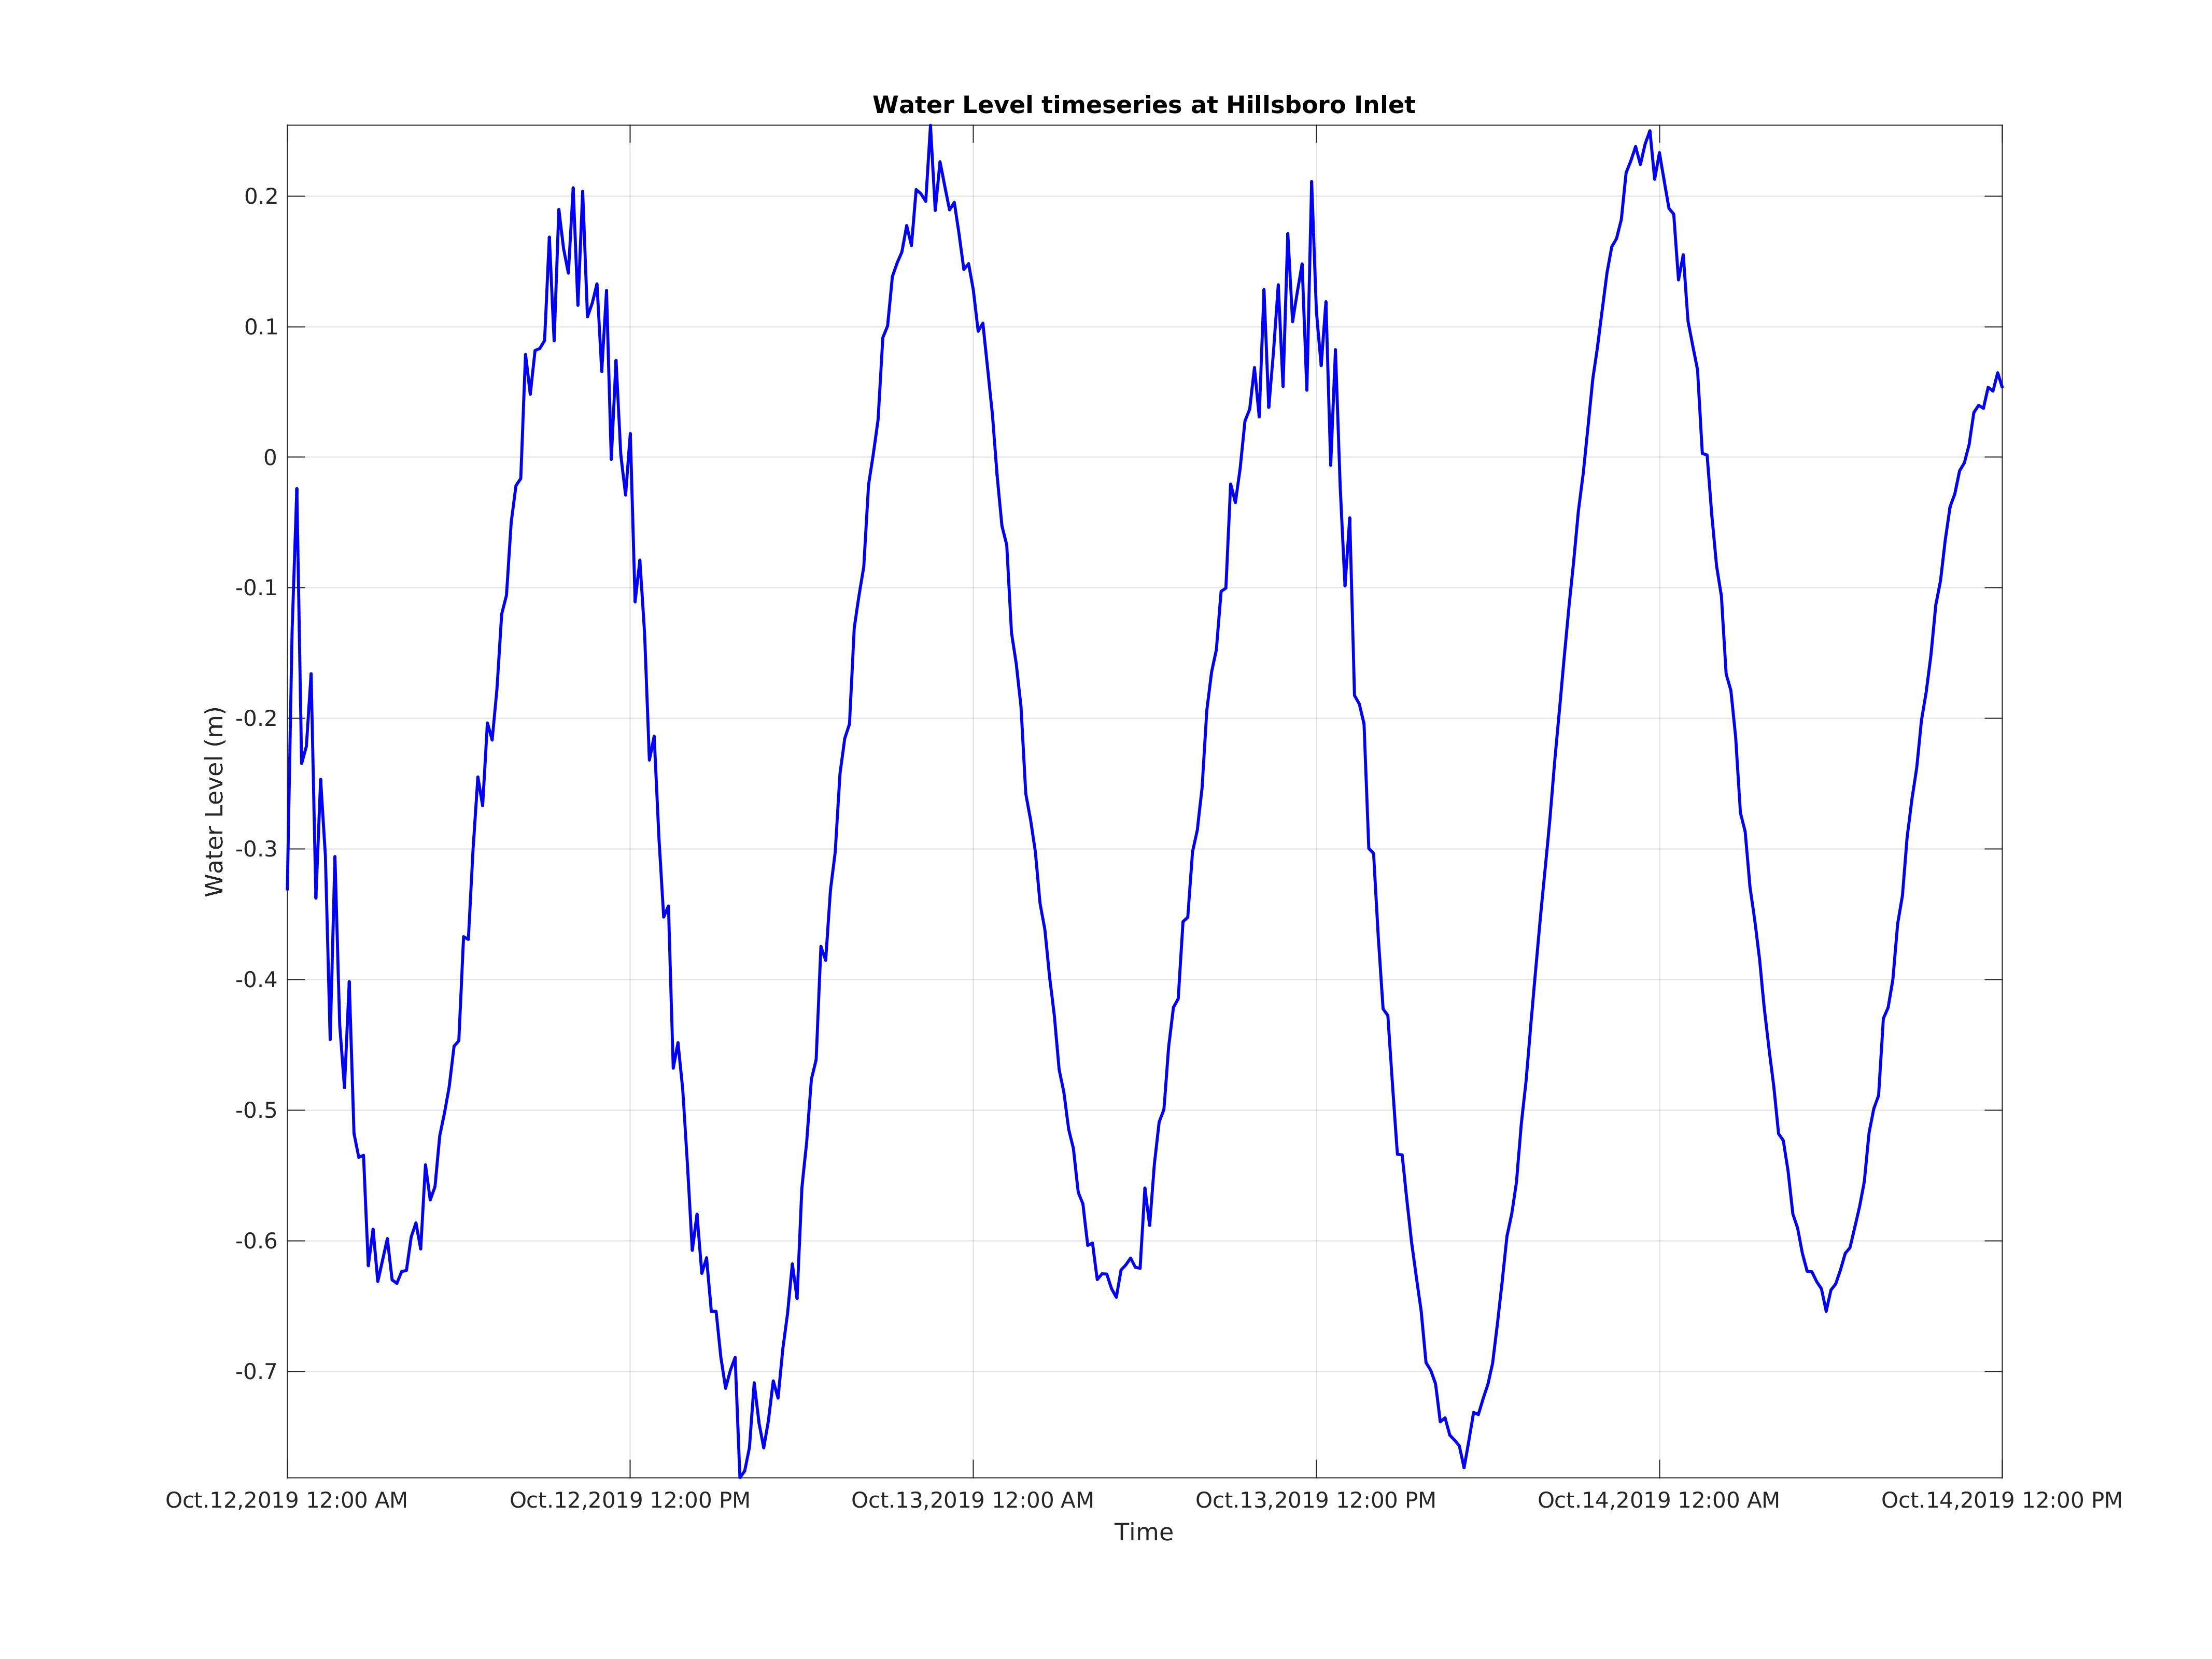 Water Level timeseries at Hillsboro Inlet
0.2
0.1
0
-0.1
-0.2
-0.3
-0.4
-0.5
-0.6
-0.7
Water Level (m)
Oct.12,2019 12:00 AM
Oct.12,2019 12:00 PM
Oct.13,2019 12:00 AM
Oct.13,2019 12:00 PM
Oct.14,2019 12:00 AM
Oct.14,2019 12:00 PM
Time